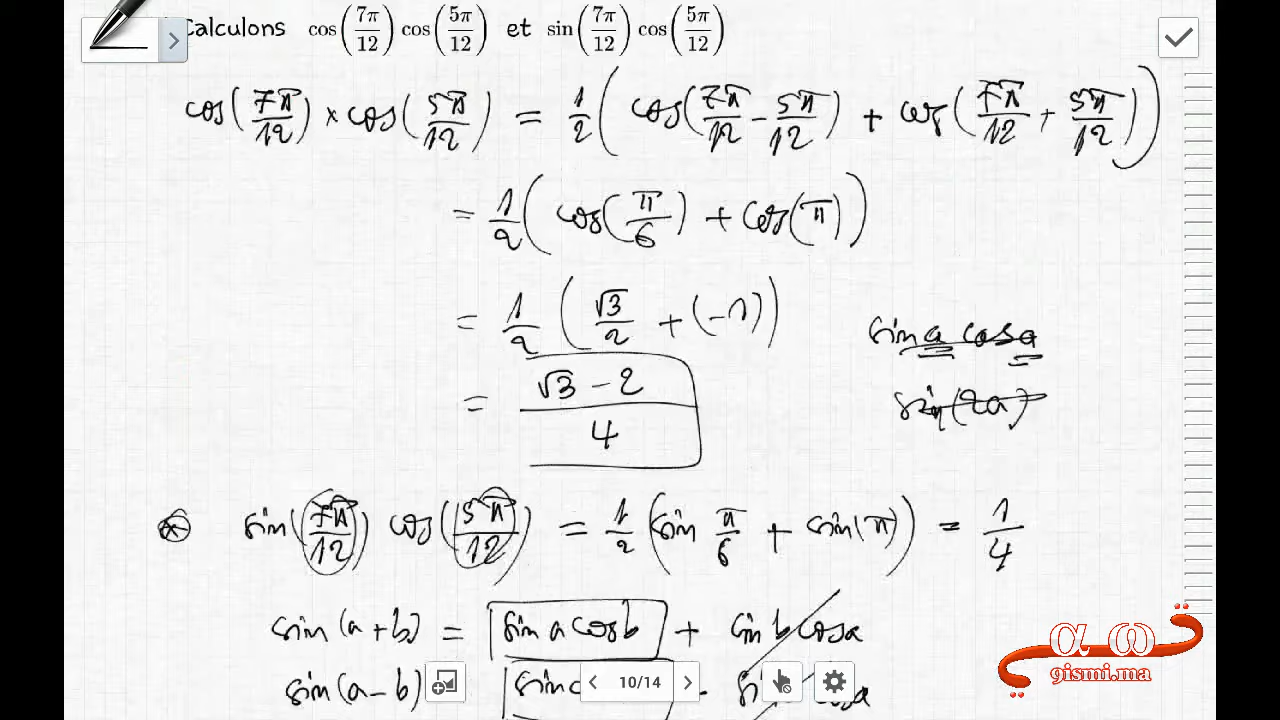 Calculons cos(7π/12) cos(5π/12) et sin(7π/12) cos(5π/12)
cos(7π/12) × cos(5π/12) = 1/2 (cos(7π/12 − 5π/12) + cos(7π/12 + 5π/12))
= 1/2 (cos(π/6) + cos(π))
= 1/2 (√3/2 + (−1))
sin a cos a
= (√3 − 2)/4
sin(2a)
⊛ sin(7π/12) cos(5π/12) = 1/2 (sin π/6 + sin(π)) = 1/4
sin(a+b) = sin a cos b + sin b cos a
sin(a−b)
10/14
α ω
gismi.ma